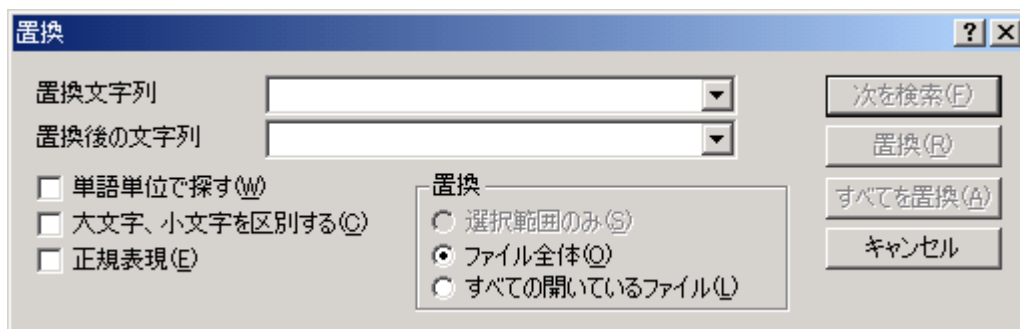 置換
置換文字列
置換後の文字列
単語単位で探す(W)
大文字、小文字を区別する(C)
正規表現(E)
置換
選択範囲のみ(S)
ファイル全体(O)
すべての開いているファイル(L)
次を検索(F)
置換(R)
すべてを置換(A)
キャンセル